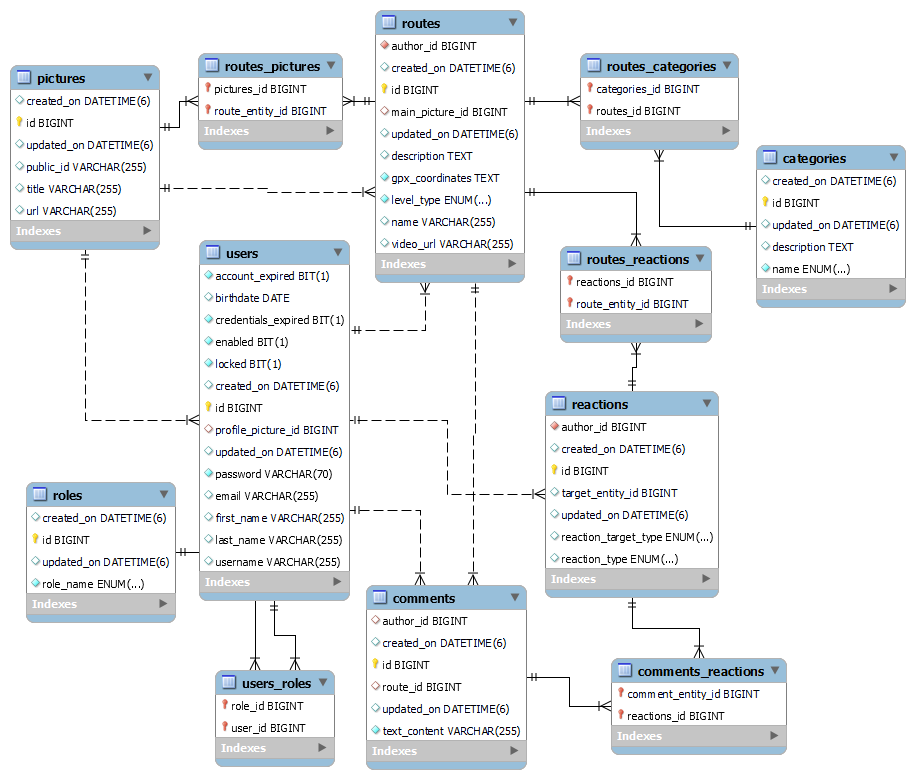 routes
author_id BIGINT
created_on DATETIME(6)
id BIGINT
main_picture_id BIGINT
updated_on DATETIME(6)
description TEXT
gpx_coordinates TEXT
level_type ENUM(...)
name VARCHAR(255)
video_url VARCHAR(255)
Indexes
routes_pictures
pictures_id BIGINT
route_entity_id BIGINT
Indexes
routes_categories
categories_id BIGINT
routes_id BIGINT
Indexes
pictures
created_on DATETIME(6)
id BIGINT
updated_on DATETIME(6)
public_id VARCHAR(255)
title VARCHAR(255)
url VARCHAR(255)
Indexes
categories
created_on DATETIME(6)
id BIGINT
updated_on DATETIME(6)
description TEXT
name ENUM(...)
Indexes
users
account_expired BIT(1)
birthdate DATE
credentials_expired BIT(1)
enabled BIT(1)
locked BIT(1)
created_on DATETIME(6)
id BIGINT
profile_picture_id BIGINT
updated_on DATETIME(6)
password VARCHAR(70)
email VARCHAR(255)
first_name VARCHAR(255)
last_name VARCHAR(255)
username VARCHAR(255)
Indexes
routes_reactions
reactions_id BIGINT
route_entity_id BIGINT
Indexes
reactions
author_id BIGINT
created_on DATETIME(6)
id BIGINT
target_entity_id BIGINT
updated_on DATETIME(6)
reaction_target_type ENUM(...)
reaction_type ENUM(...)
Indexes
roles
created_on DATETIME(6)
id BIGINT
updated_on DATETIME(6)
role_name ENUM(...)
Indexes
comments
author_id BIGINT
created_on DATETIME(6)
id BIGINT
route_id BIGINT
updated_on DATETIME(6)
text_content VARCHAR(255)
Indexes
users_roles
role_id BIGINT
user_id BIGINT
Indexes
comments_reactions
comment_entity_id BIGINT
reactions_id BIGINT
Indexes